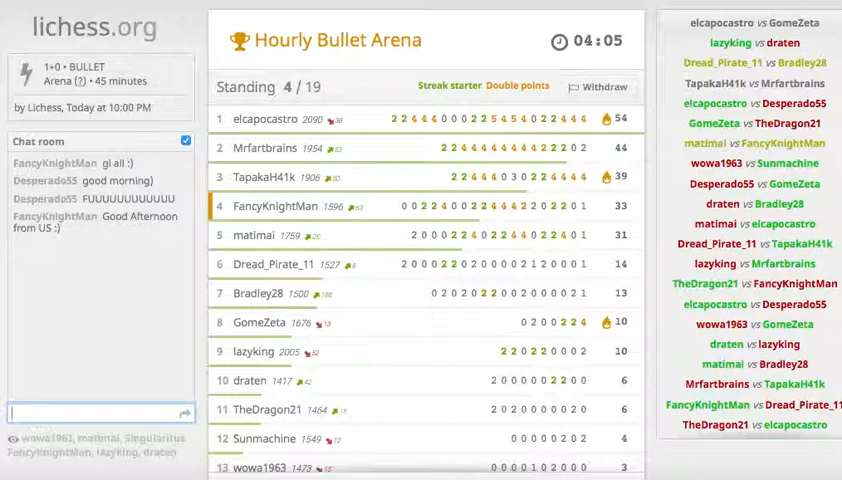 lichess.org
1+0 • BULLET
Arena (?) • 45 minutes
by Lichess, Today at 10:00 PM
Chat room
FancyKnightMan gl all :)
Desperado55 good morning)
Desperado55 FUUUUUUUUUUUU
FancyKnightMan Good Afternoon
from US :)
wowa1963, matimai, Singularitus
FancyKnightMan, lazyking, draten
Hourly Bullet Arena
04:05
Standing 4 / 19
Streak starter Double points
Withdraw
1 elcapocastro 2090 36 2 2 4 4 4 0 0 0 2 2 5 4 5 4 0 2 2 4 4 4 54
2 Mrfartbrains 1954 83 2 2 4 4 4 4 4 4 4 2 2 2 0 2 44
3 TapakaH41k 1906 50 2 2 4 4 4 0 3 0 2 2 4 4 4 4 39
4 FancyKnightMan 1596 63 0 0 2 2 4 0 0 2 2 4 4 4 2 2 0 2 2 0 1 33
5 matimai 1759 25 2 0 0 0 2 2 4 0 2 2 4 4 0 2 2 4 0 1 31
6 Dread_Pirate_11 1527 6 2 0 0 0 2 2 0 2 0 0 0 0 2 1 2 0 0 0 1 14
7 Bradley28 1500 188 0 2 0 2 0 2 2 0 0 2 0 0 0 0 2 1 13
8 GomeZeta 1676 13 0 2 0 0 2 2 4 10
9 lazyking 2005 52 2 2 0 2 2 0 0 0 2 10
10 draten 1417 42 2 0 0 0 0 0 2 2 0 0 6
11 TheDragon21 1464 15 2 0 2 0 0 0 0 0 2 0 6
12 Sunmachine 1549 12 0 0 0 0 2 0 2 4
13 wowa1963 1473 15 0 0 0 0 1 0 2 0 0 0 3
elcapocastro vs GomeZeta
lazyking vs draten
Dread_Pirate_11 vs Bradley28
TapakaH41k vs Mrfartbrains
elcapocastro vs Desperado55
GomeZeta vs TheDragon21
matimai vs FancyKnightMan
wowa1963 vs Sunmachine
Desperado55 vs GomeZeta
draten vs Bradley28
matimai vs elcapocastro
Dread_Pirate_11 vs TapakaH41k
lazyking vs Mrfartbrains
TheDragon21 vs FancyKnightMan
elcapocastro vs Desperado55
wowa1963 vs GomeZeta
draten vs lazyking
matimai vs Bradley28
Mrfartbrains vs TapakaH41k
FancyKnightMan vs Dread_Pirate_11
TheDragon21 vs elcapocastro